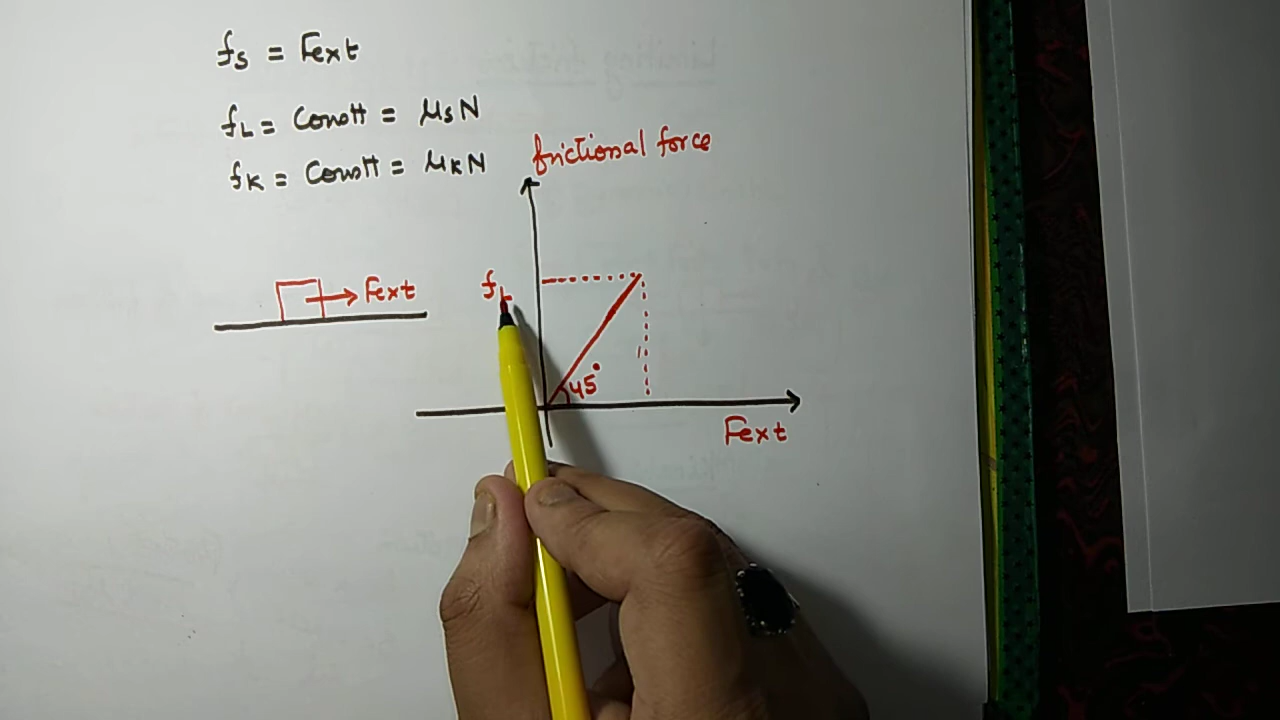 fs = Fext
fL = Constt = μsN
fK = Constt = μKN
frictional force
Fext
fL
45°
Fext